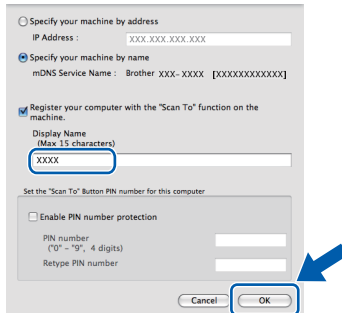 Specify your machine by address
IP Address : XXX.XXX.XXX.XXX
Specify your machine by name
mDNS Service Name : Brother XXX-XXXX [XXXXXXXXXXXX]
Register your computer with the "Scan To" function on the
machine.
Display Name
(Max 15 characters)
XXXX
Set the "Scan To" Button PIN number for this computer
Enable PIN number protection
PIN number
("0" – "9", 4 digits)
Retype PIN number
Cancel OK